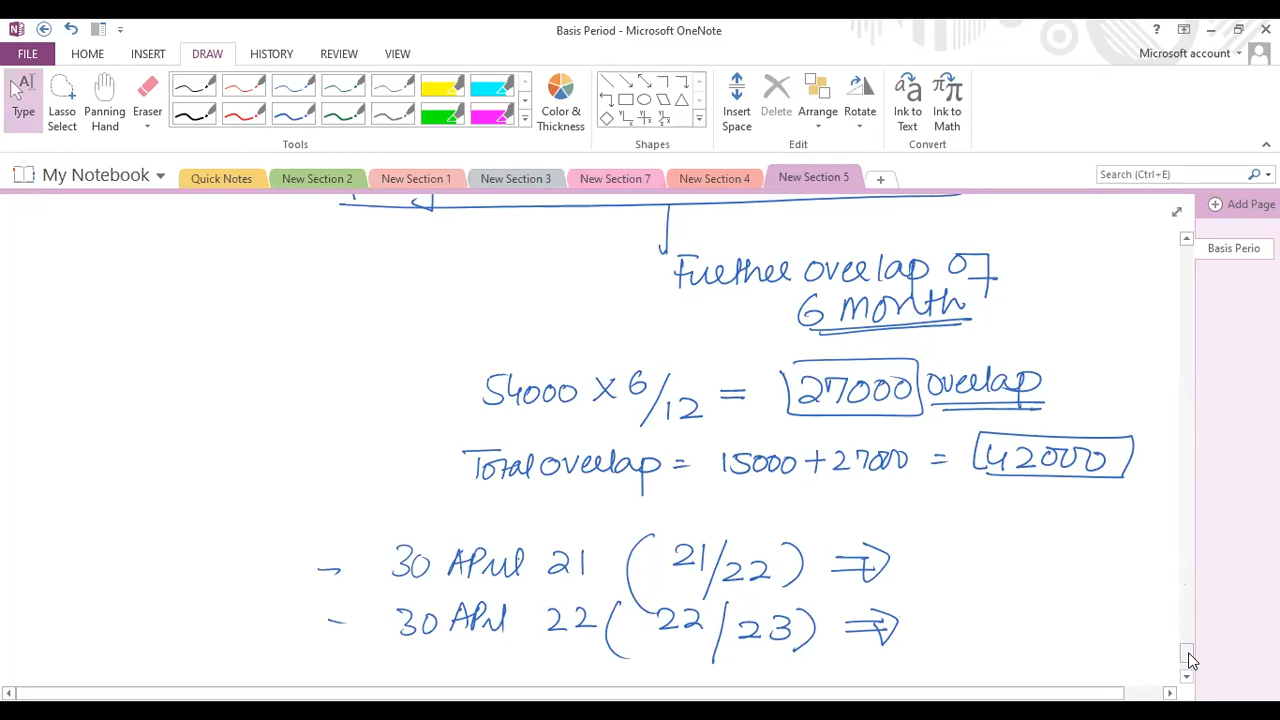 Basis Period - Microsoft OneNote
FILE HOME INSERT DRAW HISTORY REVIEW VIEW
Microsoft account
Type
Lasso Select
Panning Hand
Eraser
Color & Thickness
Insert Space
Delete
Arrange
Rotate
Ink to Text
Ink to Math
Tools
Shapes
Edit
Convert
My Notebook
Quick Notes
New Section 2
New Section 1
New Section 3
New Section 7
New Section 4
New Section 5
Search (Ctrl+E)
Add Page
Basis Perio
Further overlap of
6 month
54000 × 6/12 = 27000 overlap
Total overlap = 15000 + 27000 = 42000
- 30 April 21 (21/22) ⇒
- 30 Apri 22 (22/23) ⇒